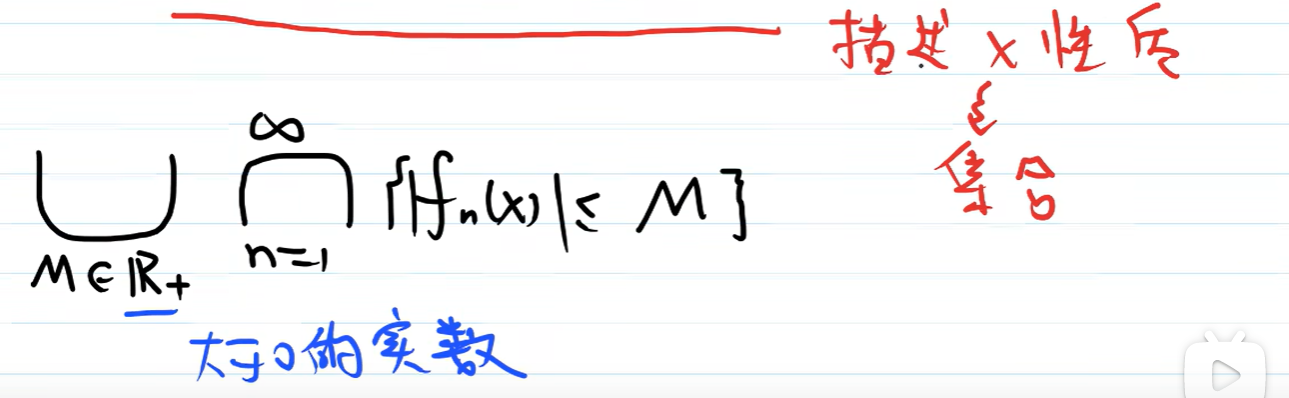 描述 x 性质
集合
∞
⋃ ⋂ {|fₙ(x)| ≤ M}
M∈ℝ₊ n=1
大于0的实数